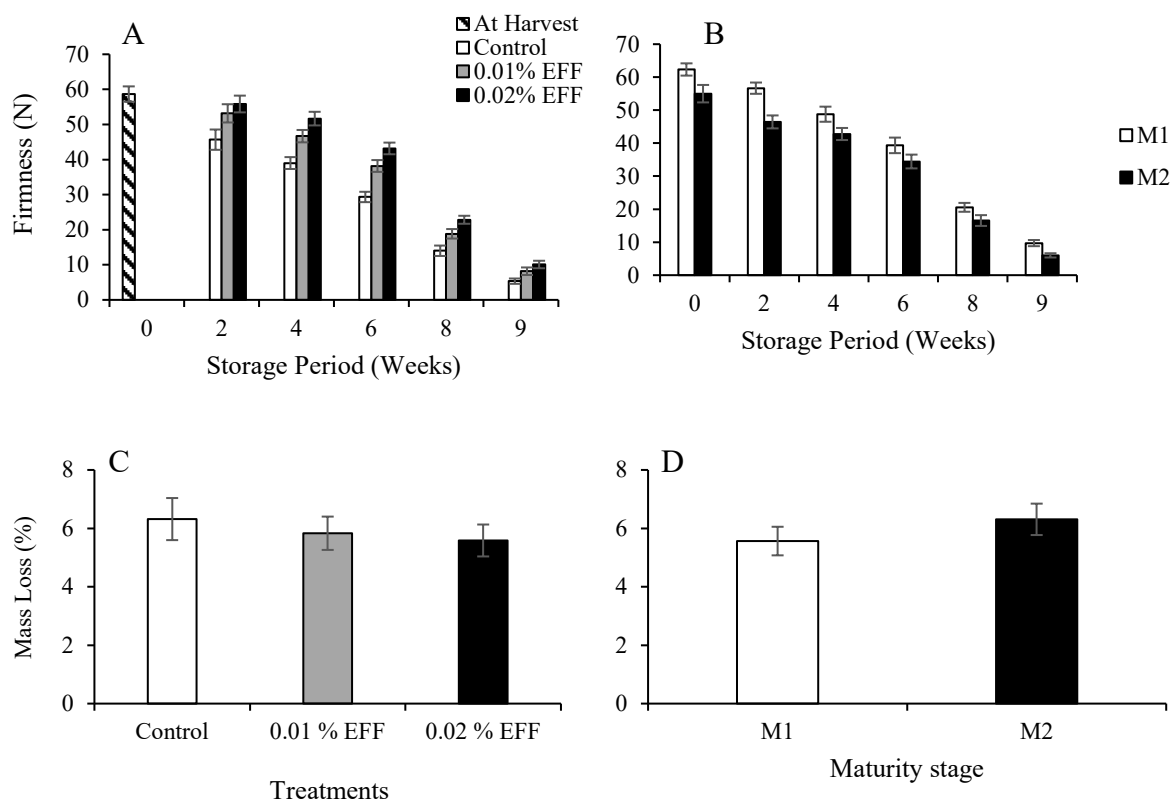 A
At Harvest
Control
0.01% EFF
0.02% EFF
Firmness (N)
70
60
50
40
30
20
10
0
0 2 4 6 8 9
Storage Period (Weeks)
B
70
60
50
40
30
20
10
0
0 2 4 6 8 9
Storage Period (Weeks)
M1
M2
C
Mass Loss (%)
8
6
4
2
0
Control 0.01 % EFF 0.02 % EFF
Treatments
D
8
6
4
2
0
M1 M2
Maturity stage